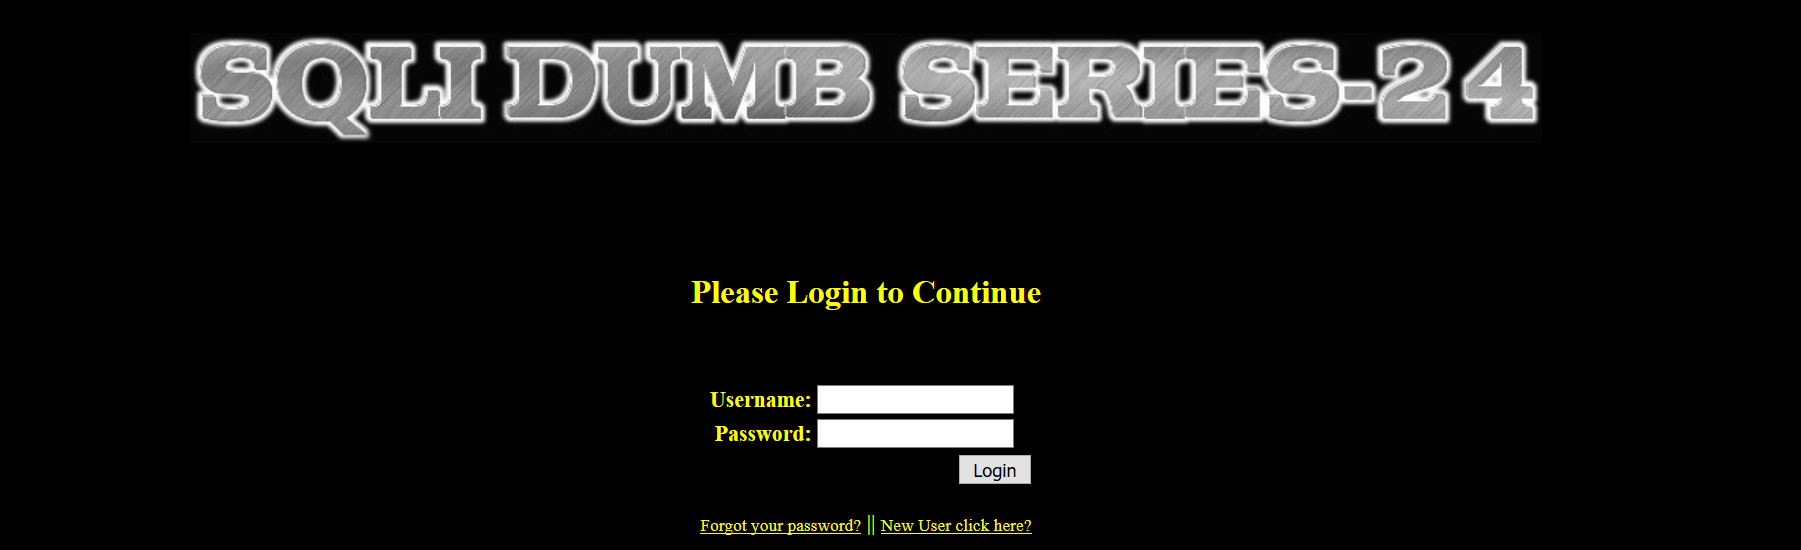 SQLI DUMB SERIES-24
Please Login to Continue
Username:
Password:
Login
Forgot your password? || New User click here?